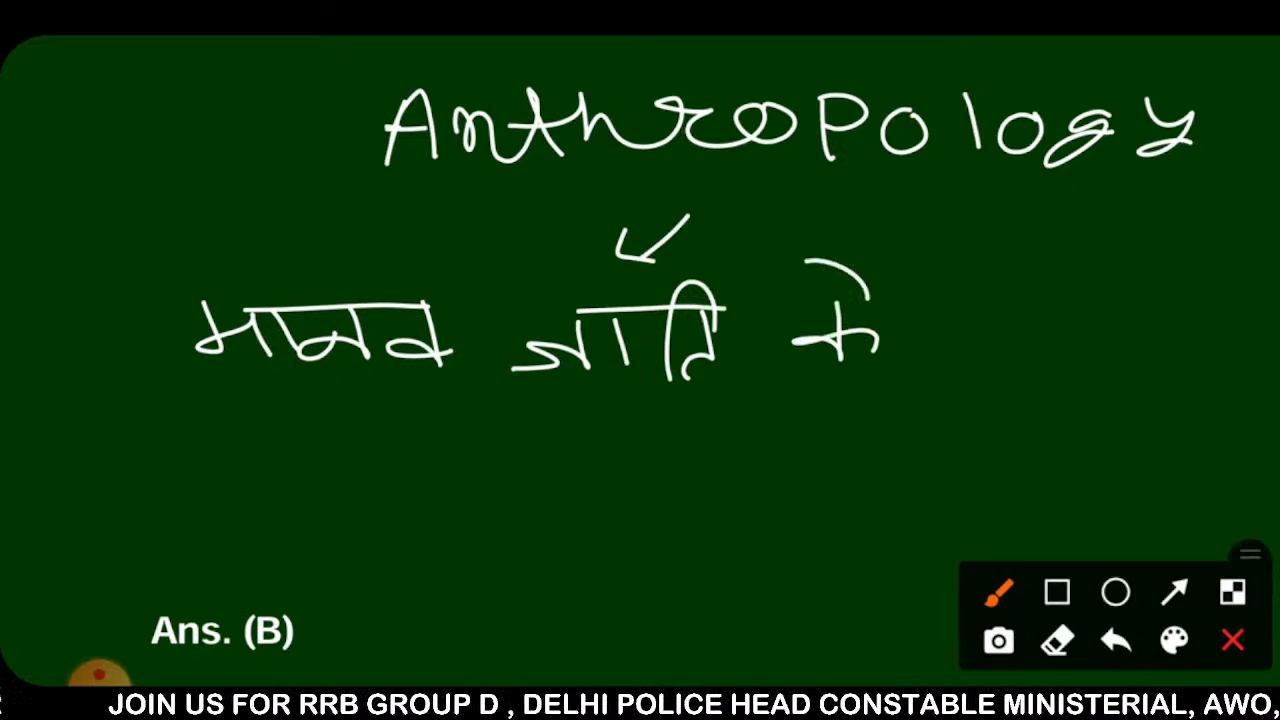 Anthropology
मानव जाति के
Ans. (B)
JOIN US FOR RRB GROUP D , DELHI POLICE HEAD CONSTABLE MINISTERIAL, AWO,